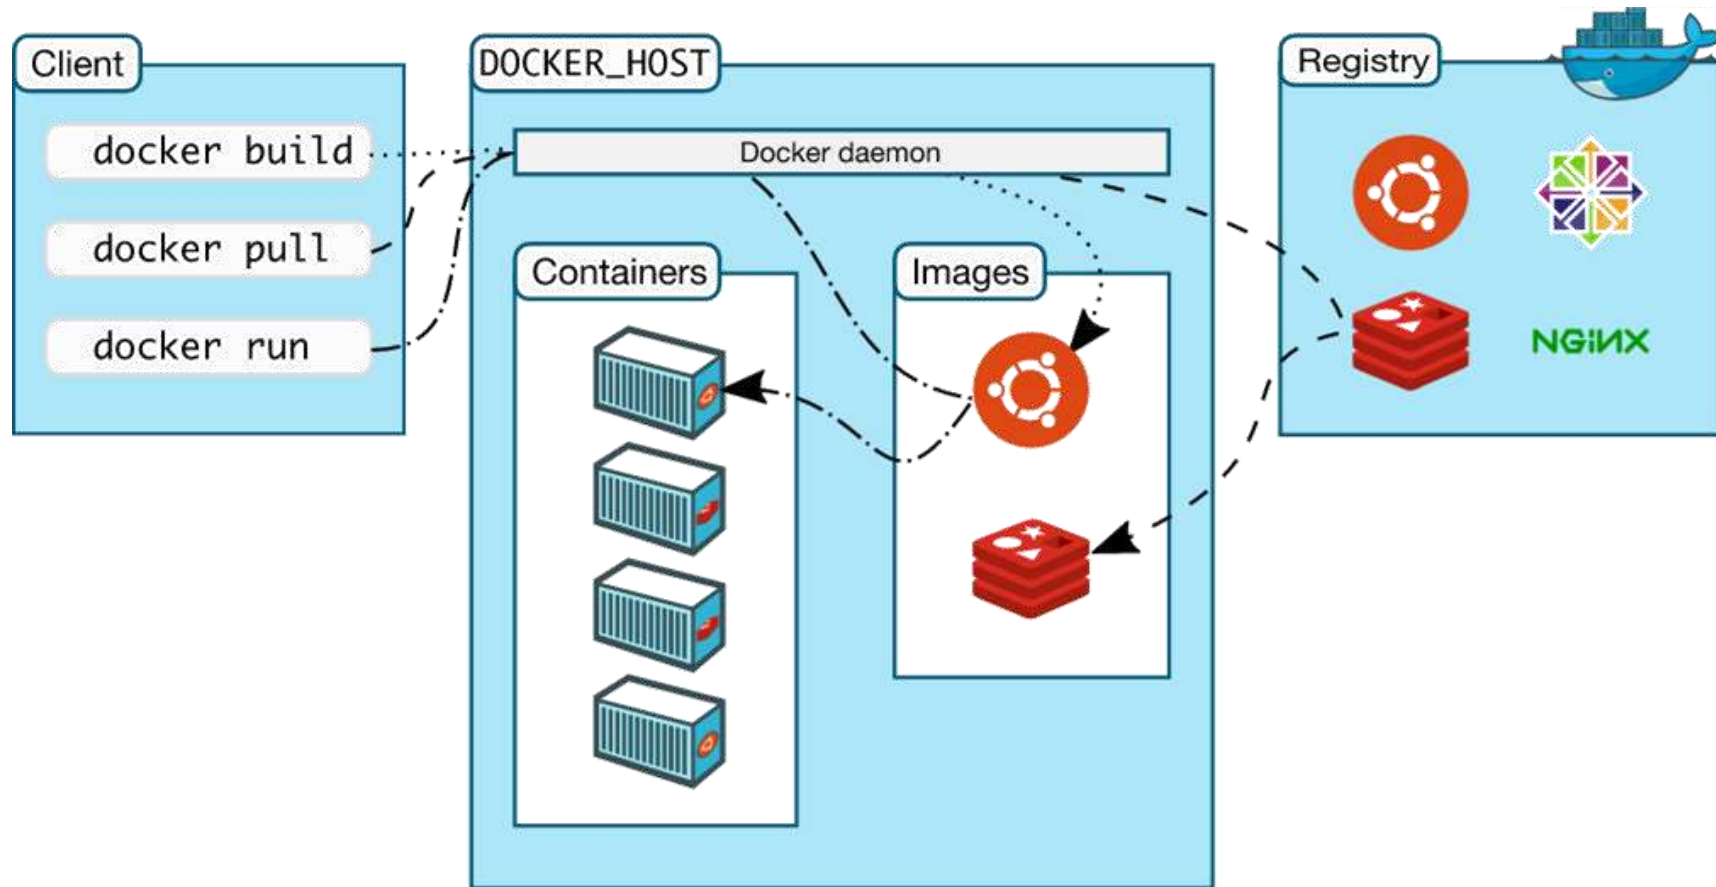 Client
docker build
docker pull
docker run
DOCKER_HOST
Docker daemon
Containers
Images
Registry
NGINX